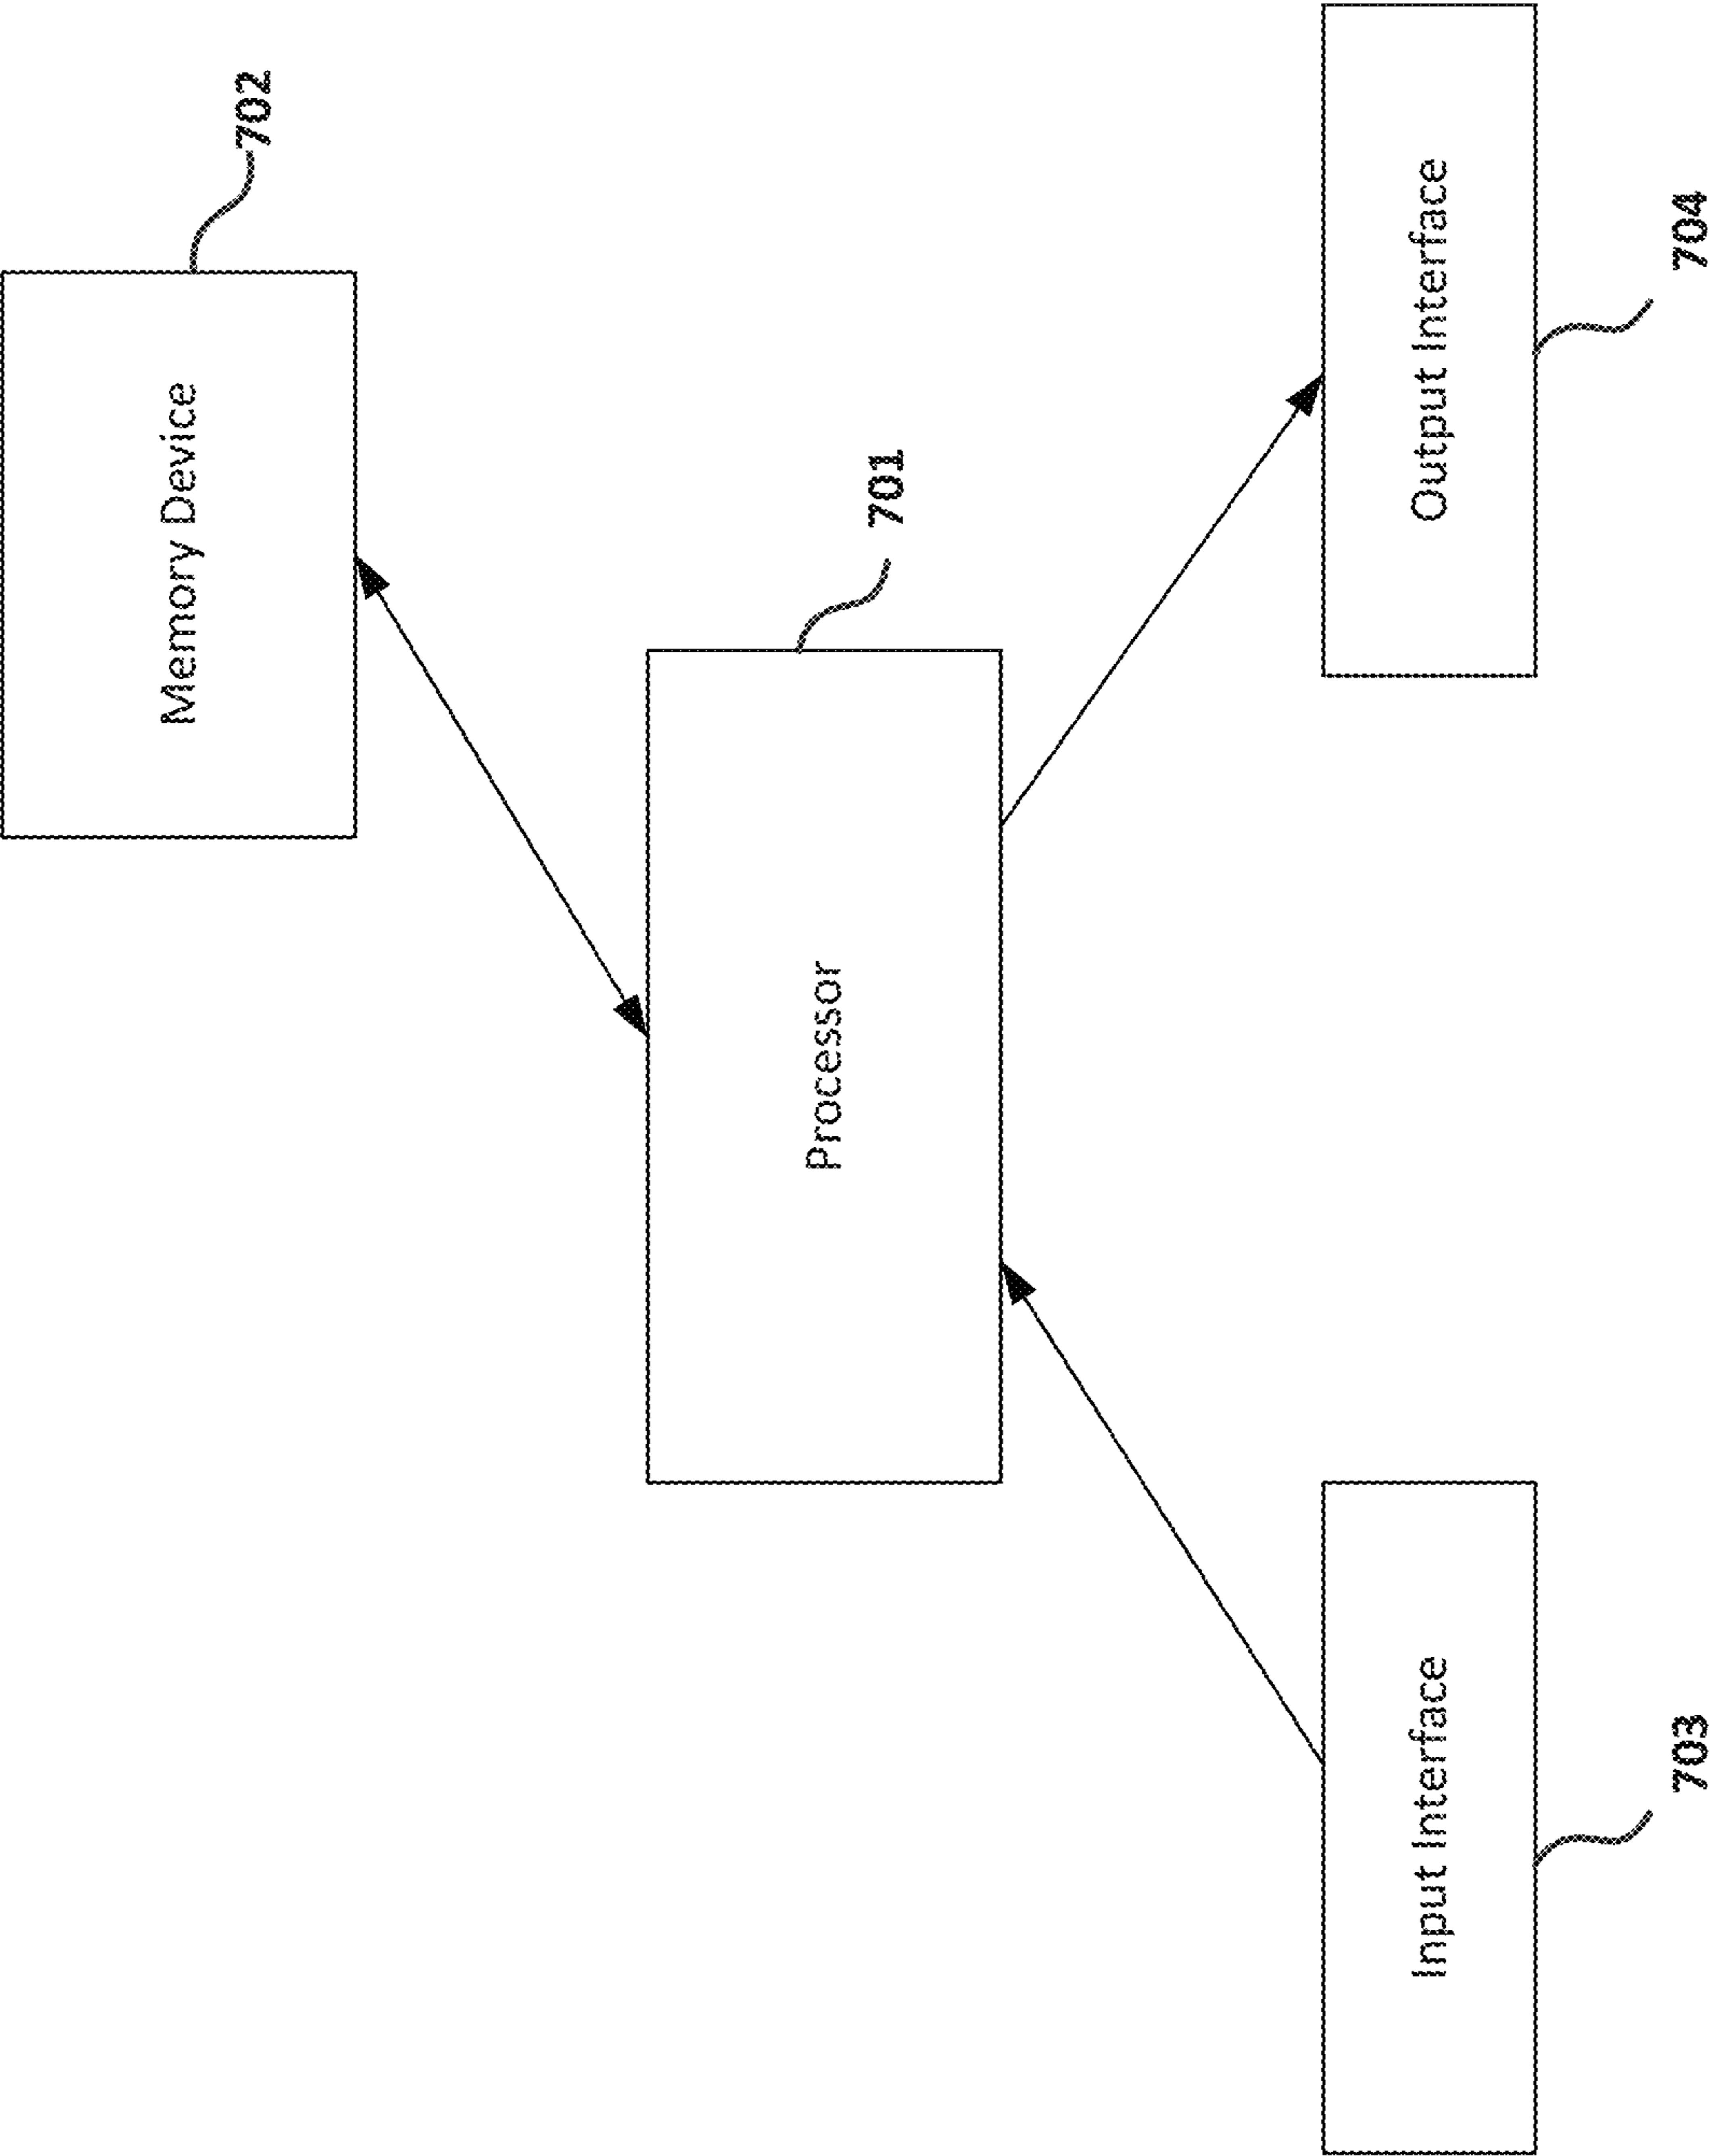 Memory Device
702
Processor
701
Input Interface
Output Interface
703
704